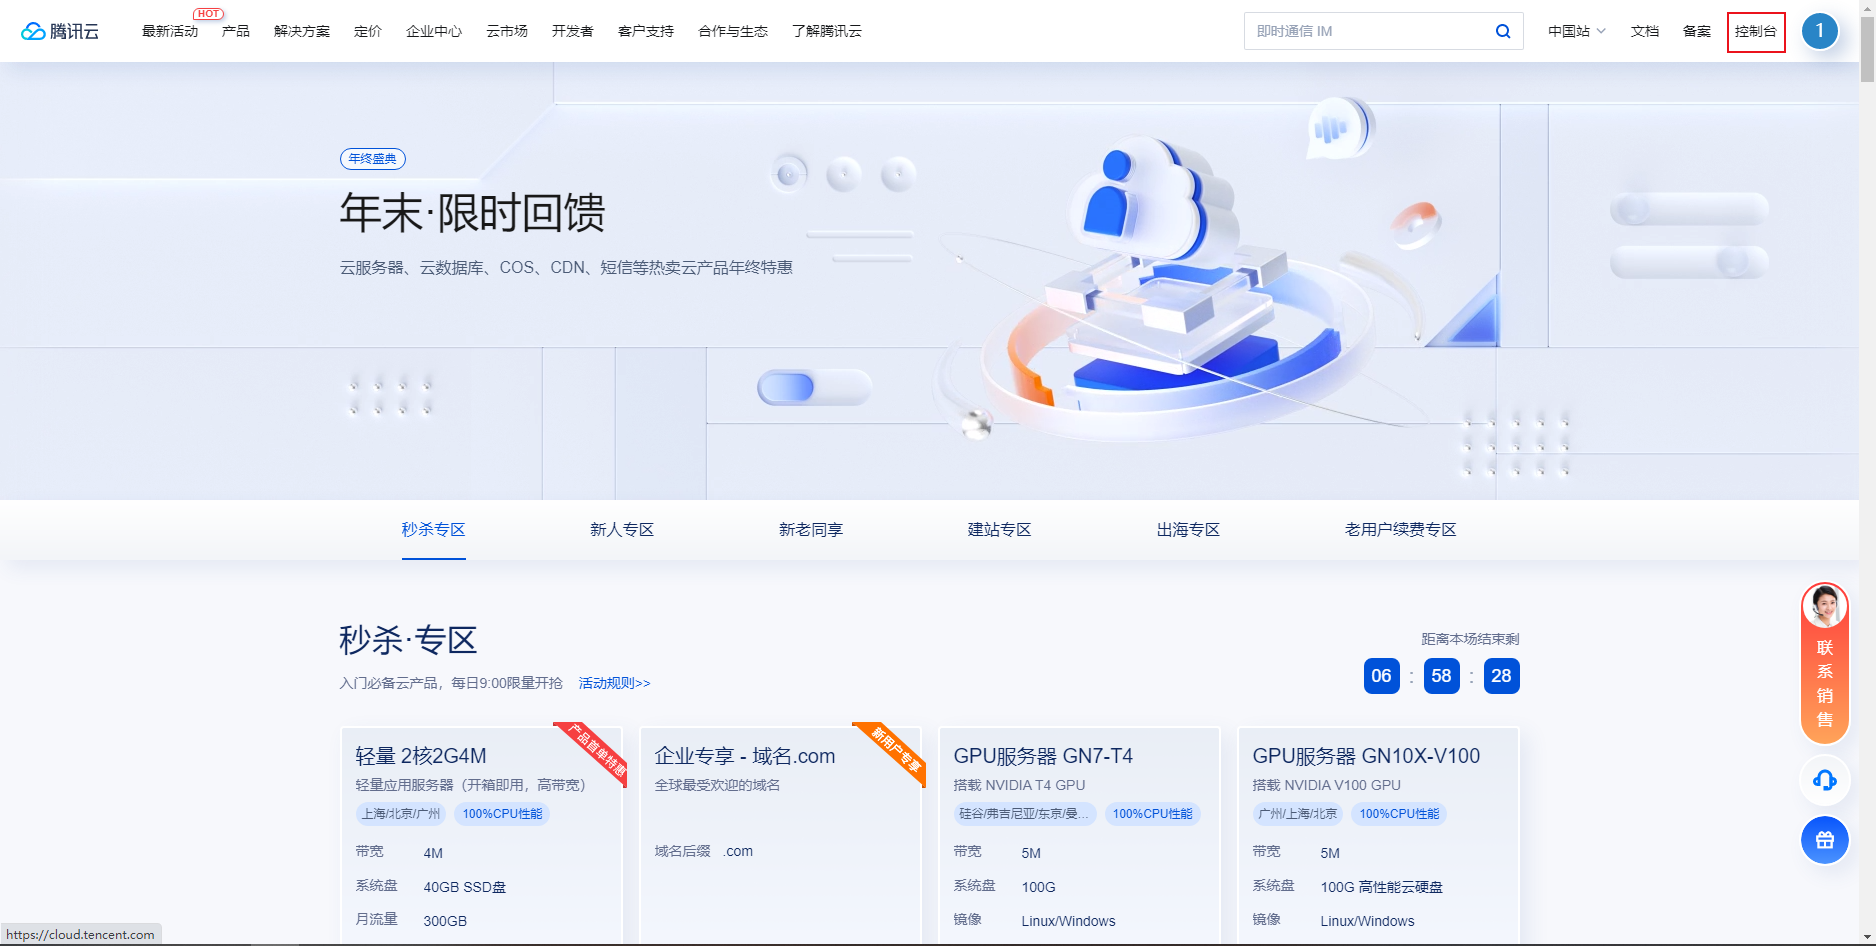 腾讯云
最新活动 HOT 产品 解决方案 定价 企业中心 云市场 开发者 客户支持 合作与生态 了解腾讯云 即时通信 IM 中国站 文档 备案 控制台 1
年终盛典
年末·限时回馈
云服务器、云数据库、COS、CDN、短信等热卖云产品年终特惠
秒杀专区 新人专区 新老同享 建站专区 出海专区 老用户续费专区
秒杀·专区
入门必备云产品，每日9:00限量开抢 活动规则>>
距离本场结束剩
06 : 58 : 28
轻量 2核2G4M
产品首单特惠
轻量应用服务器（开箱即用，高带宽）
上海/北京/广州 100%CPU性能
带宽 4M
系统盘 40GB SSD盘
月流量 300GB
企业专享 - 域名.com
新用户专享
全球最受欢迎的域名
域名后缀 .com
GPU服务器 GN7-T4
搭载 NVIDIA T4 GPU
硅谷/弗吉尼亚/东京/曼... 100%CPU性能
带宽 5M
系统盘 100G
镜像 Linux/Windows
GPU服务器 GN10X-V100
搭载 NVIDIA V100 GPU
广州/上海/北京 100%CPU性能
带宽 5M
系统盘 100G 高性能云硬盘
镜像 Linux/Windows
联
系
销
售
https://cloud.tencent.com